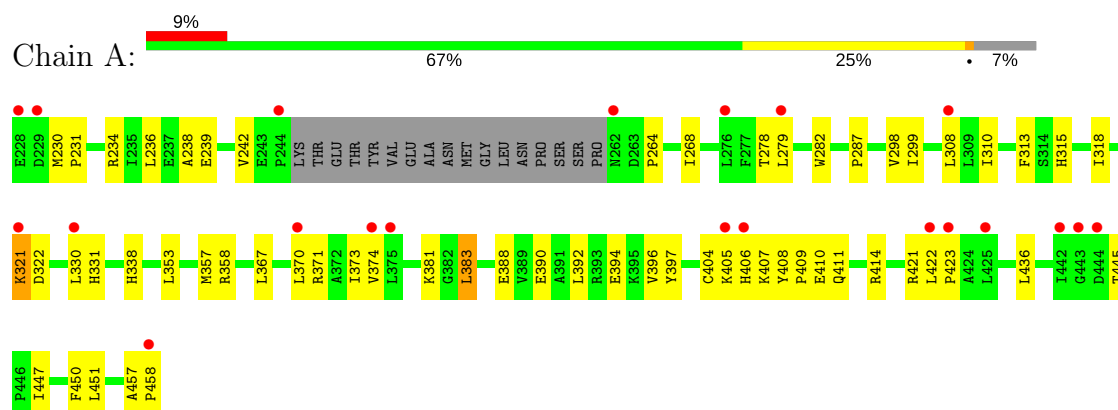 9%
Chain A:
67% 25% • 7%
E228 D229 M230 P231 R234 I235 L236 E237 A238 E239 V242 E243 P244 LYS THR GLU THR TYR VAL GLU ALA ASN MET GLY LEU ASN PRO SER SER PRO N262 D263 P264 I268 L276 F277 T278 L279 W282 P287 V298 I299 L308 L309 I310 F313 S314 H315 I318
K321 D322 L330 H331 H338 L353 M357 R358 L367 L370 R371 A372 I373 V374 L375 K381 G382 L383 E388 V389 E390 A391 L392 R393 E394 K395 V396 Y397 C404 K405 H406 K407 Y408 P409 E410 Q411 R414 R421 L422 P423 A424 L425 L436 I442 G443 D444 T445
P446 I447 F450 L451 A457 P458